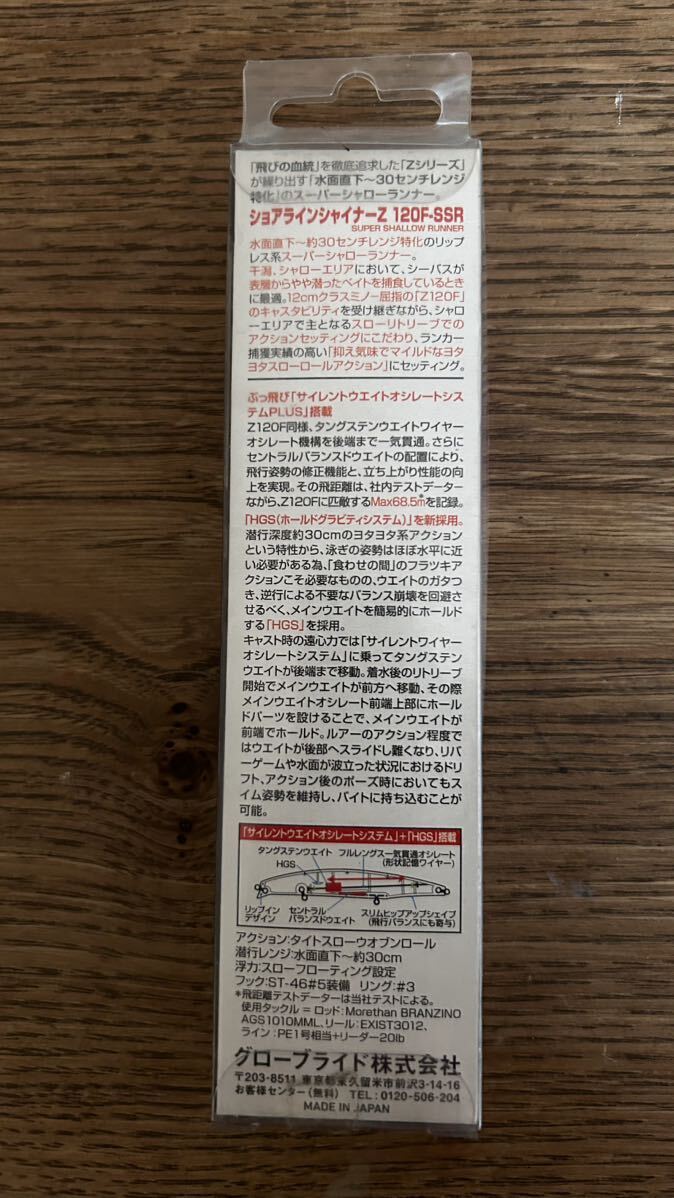 「飛びの血統」を徹底追求した「Zシリーズ」
が繰り出す「水面直下〜30センチレンジ
特化」のスーパーシャローランナー。
ショアラインシャイナーZ 120F-SSR
SUPER SHALLOW RUNNER
水面直下〜約30センチレンジ特化のリップ
レス系スーパーシャローランナー。
干潟、シャローエリアにおいて、シーバスが
表層からやや潜ったベイトを捕食しているとき
に最適。12cmクラスミノー屈指の「Z120F」
のキャスタビリティを受け継ぎながら、シャロ
ーエリアで主となるスローリトリーブでの
アクションセッティングにこだわり、ランカー
捕獲実績の高い「抑え気味でマイルドなヨタ
ヨタスローロールアクション」にセッティング。
ぶっ飛び「サイレントウエイトオシレートシス
テムPLUS」搭載
Z120F同様、タングステンウエイトワイヤー
オシレート機構を後端まで一気貫通。さらに
セントラルバランスドウエイトの配置により、
飛行姿勢の修正機能と、立ち上がり性能の向
上を実現。その飛距離は、社内テストデーター
ながら、Z120Fに匹敵するMax68.5m*を記録。
「HGS(ホールドグラビティシステム)」を新採用。
潜行深度約30cmのヨタヨタ系アクション
という特性から、泳ぎの姿勢はほぼ水平に近
い必要がある為、「食わせの間」のフラツキア
クションこそ必要なものの、ウエイトのガタつ
き、逆行による不要なバランス崩壊を回避さ
せるべく、メインウエイトを簡易的にホールド
する「HGS」を採用。
キャスト時の遠心力では「サイレントワイヤー
オシレートシステム」に乗ってタングステン
ウエイトが後端まで移動。着水後のリトリーブ
開始でメインウエイトが前方へ移動、その際
メインウエイトオシレート前端上部にホール
ドパーツを設けることで、メインウエイトが
前端でホールド。ルアーのアクション程度で
はウエイトが後部へスライドし難くなり、リバ
ーゲームや水面が波立った状況におけるドリ
フト、アクション後のポーズ時においてもス
イム姿勢を維持し、バイトに持ち込むことが
可能。
「サイレントウエイトオシレートシステム」+「HGS」搭載
タングステンウエイト フルレングス一気貫通オシレート
HGS (形状記憶ワイヤー)
リップイン セントラル スリムヒップアップシェイプ
デザイン バランスドウエイト (飛行バランスにも寄与)
アクション:タイトスローウオブンロール
潜行レンジ:水面直下〜約30cm
浮力:スローフローティング設定
フック:ST-46#5装備 リング:#3
*飛距離テストデーターは当社テストによる。
使用タックル = ロッド:Morethan BRANZINO
AGS1010MML、リール:EXIST3012、
ライン:PE1号相当+リーダー20lb
グローブライド株式会社
〒203-8511 東京都東久留米市前沢3-14-16
お客様センター(無料) TEL:0120-506-204
MADE IN JAPAN